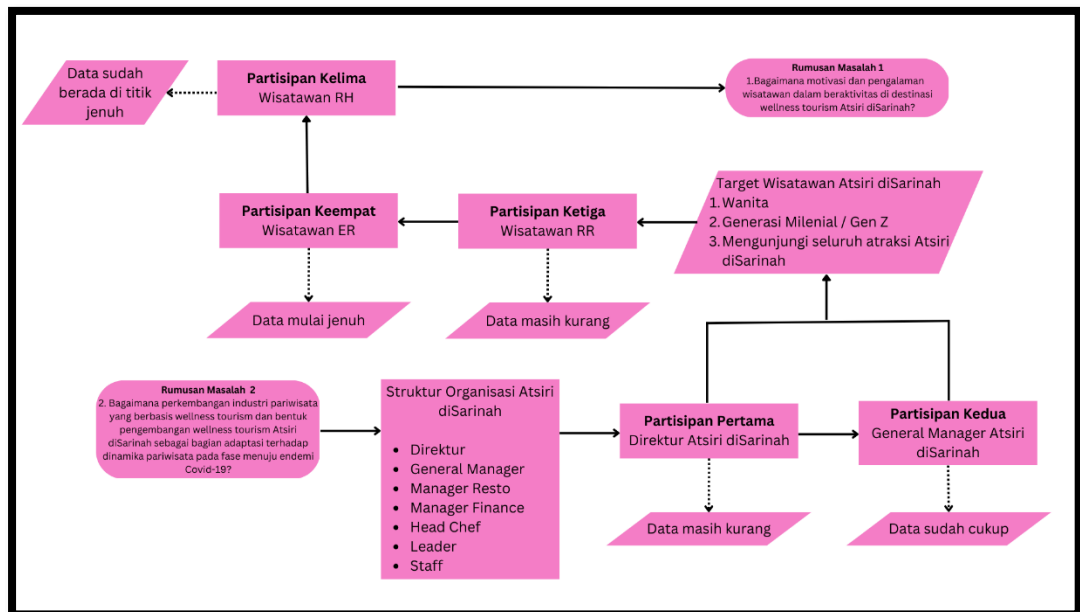 Data sudah
berada di titik
jenuh
Partisipan Kelima
Wisatawan RH
Rumusan Masalah 1
1.Bagaimana motivasi dan pengalaman
wisatawan dalam beraktivitas di destinasi
wellness tourism Atsiri diSarinah?
Partisipan Keempat
Wisatawan ER
Partisipan Ketiga
Wisatawan RR
Target Wisatawan Atsiri diSarinah
1. Wanita
2. Generasi Milenial / Gen Z
3. Mengunjungi seluruh atraksi Atsiri
diSarinah
Data mulai jenuh
Data masih kurang
Rumusan Masalah 2
2. Bagaimana perkembangan industri pariwisata
yang berbasis wellness tourism dan bentuk
pengembangan wellness tourism Atsiri
diSarinah sebagai bagian adaptasi terhadap
dinamika pariwisata pada fase menuju endemi
Covid-19?
Struktur Organisasi Atsiri
diSarinah
• Direktur
• General Manager
• Manager Resto
• Manager Finance
• Head Chef
• Leader
• Staff
Partisipan Pertama
Direktur Atsiri diSarinah
Partisipan Kedua
General Manager Atsiri
diSarinah
Data masih kurang
Data sudah cukup